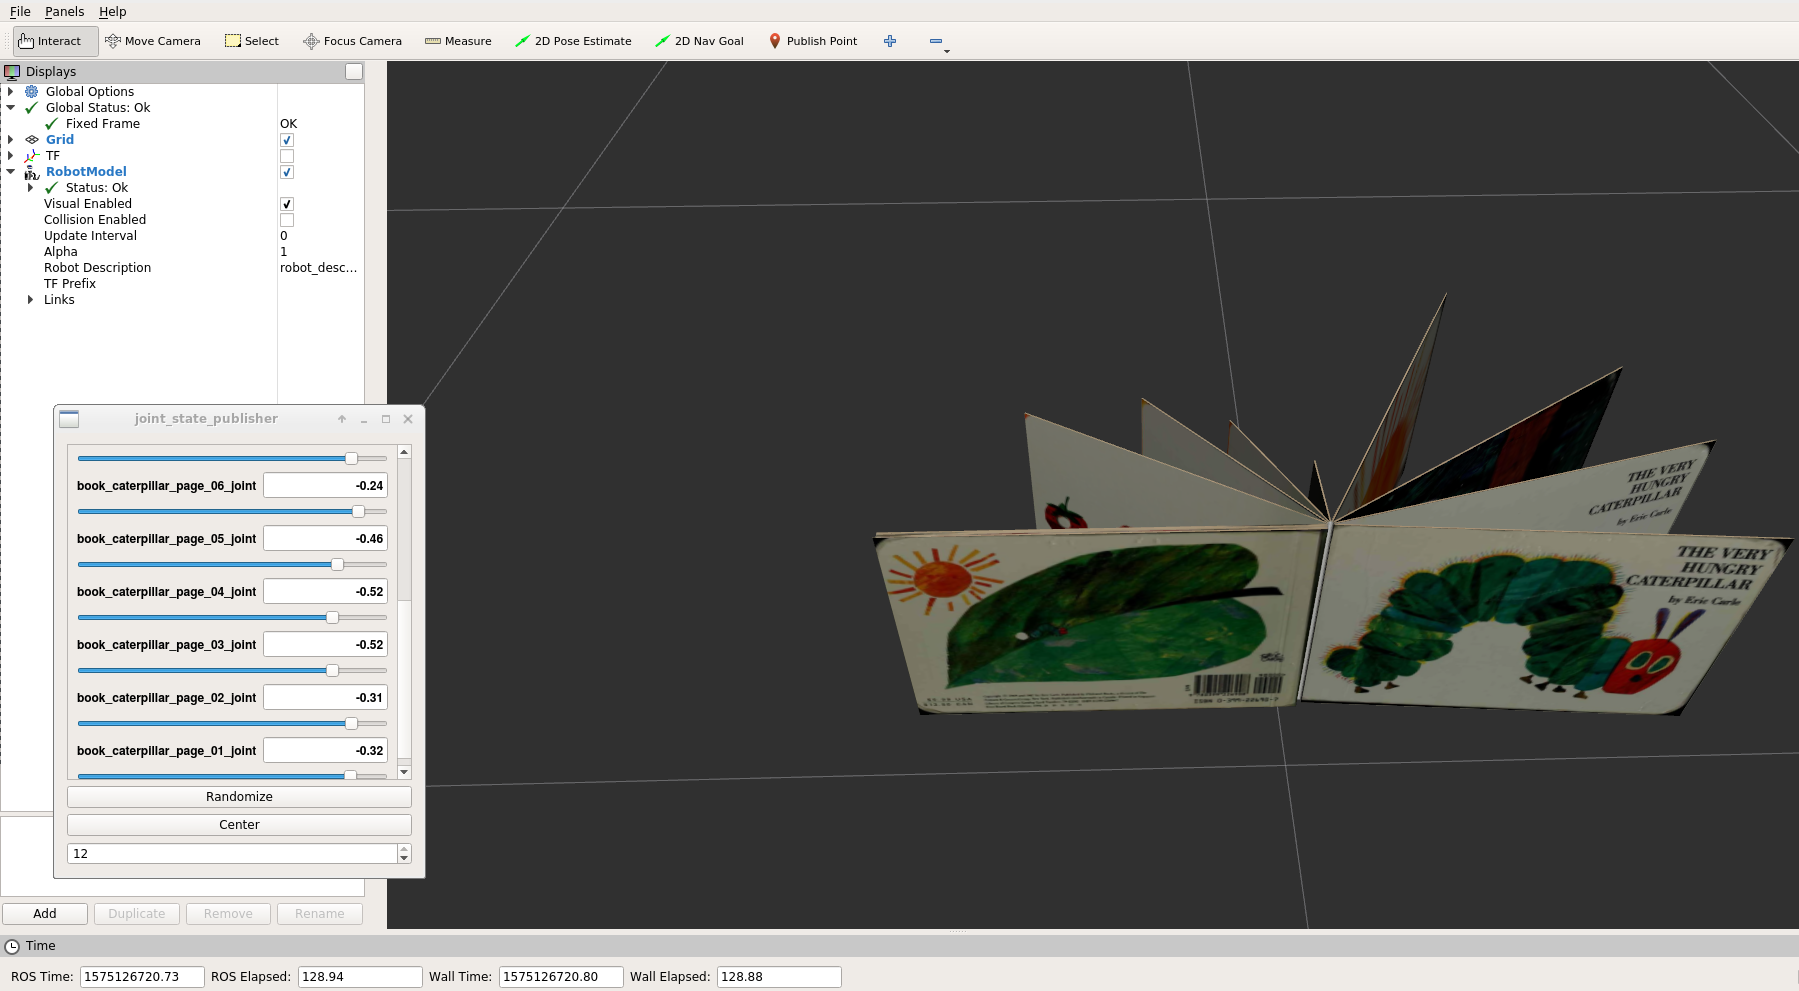 File Panels Help
Interact Move Camera Select Focus Camera Measure 2D Pose Estimate 2D Nav Goal Publish Point
Displays
Global Options
Global Status: Ok
Fixed Frame OK
Grid
TF
RobotModel
Status: Ok
Visual Enabled
Collision Enabled
Update Interval 0
Alpha 1
Robot Description robot_desc...
TF Prefix
Links
joint_state_publisher
book_caterpillar_page_06_joint -0.24
book_caterpillar_page_05_joint -0.46
book_caterpillar_page_04_joint -0.52
book_caterpillar_page_03_joint -0.52
book_caterpillar_page_02_joint -0.31
book_caterpillar_page_01_joint -0.32
Randomize
Center
12
Add Duplicate Remove Rename
THE VERY
HUNGRY
CATERPILLAR
by Eric Carle
THE VERY
HUNGRY
CATERPILLAR
by Eric Carle
ISBN 0-399-22690-7
Time
ROS Time: 1575126720.73 ROS Elapsed: 128.94 Wall Time: 1575126720.80 Wall Elapsed: 128.88